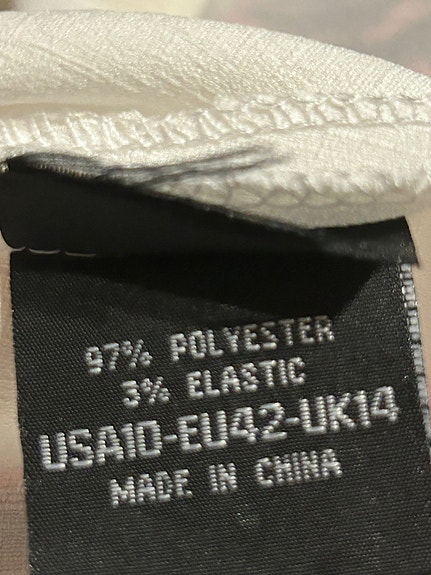 97% POLYESTER
3% ELASTIC
USA10-EU42-UK14
MADE IN CHINA